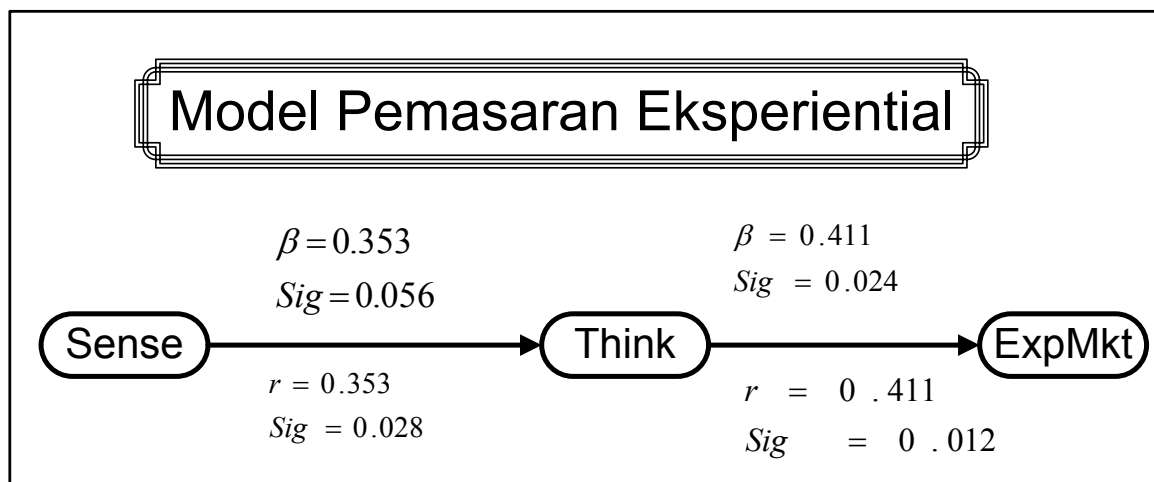 Model Pemasaran Eksperiential
β = 0.353
Sig = 0.056
β = 0.411
Sig = 0.024
Sense
Think
ExpMkt
r = 0.353
Sig = 0.028
r = 0.411
Sig = 0.012